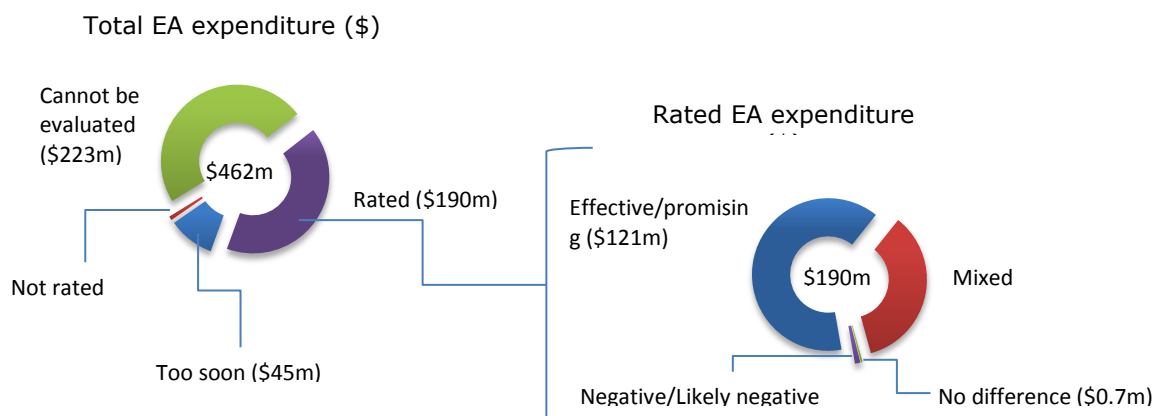 Total EA expenditure ($)
Cannot be
evaluated
($223m)
$462m
Rated ($190m)
Not rated
Too soon ($45m)
Rated EA expenditure
Effective/promisin
g ($121m)
$190m
Mixed
Negative/Likely negative
No difference ($0.7m)